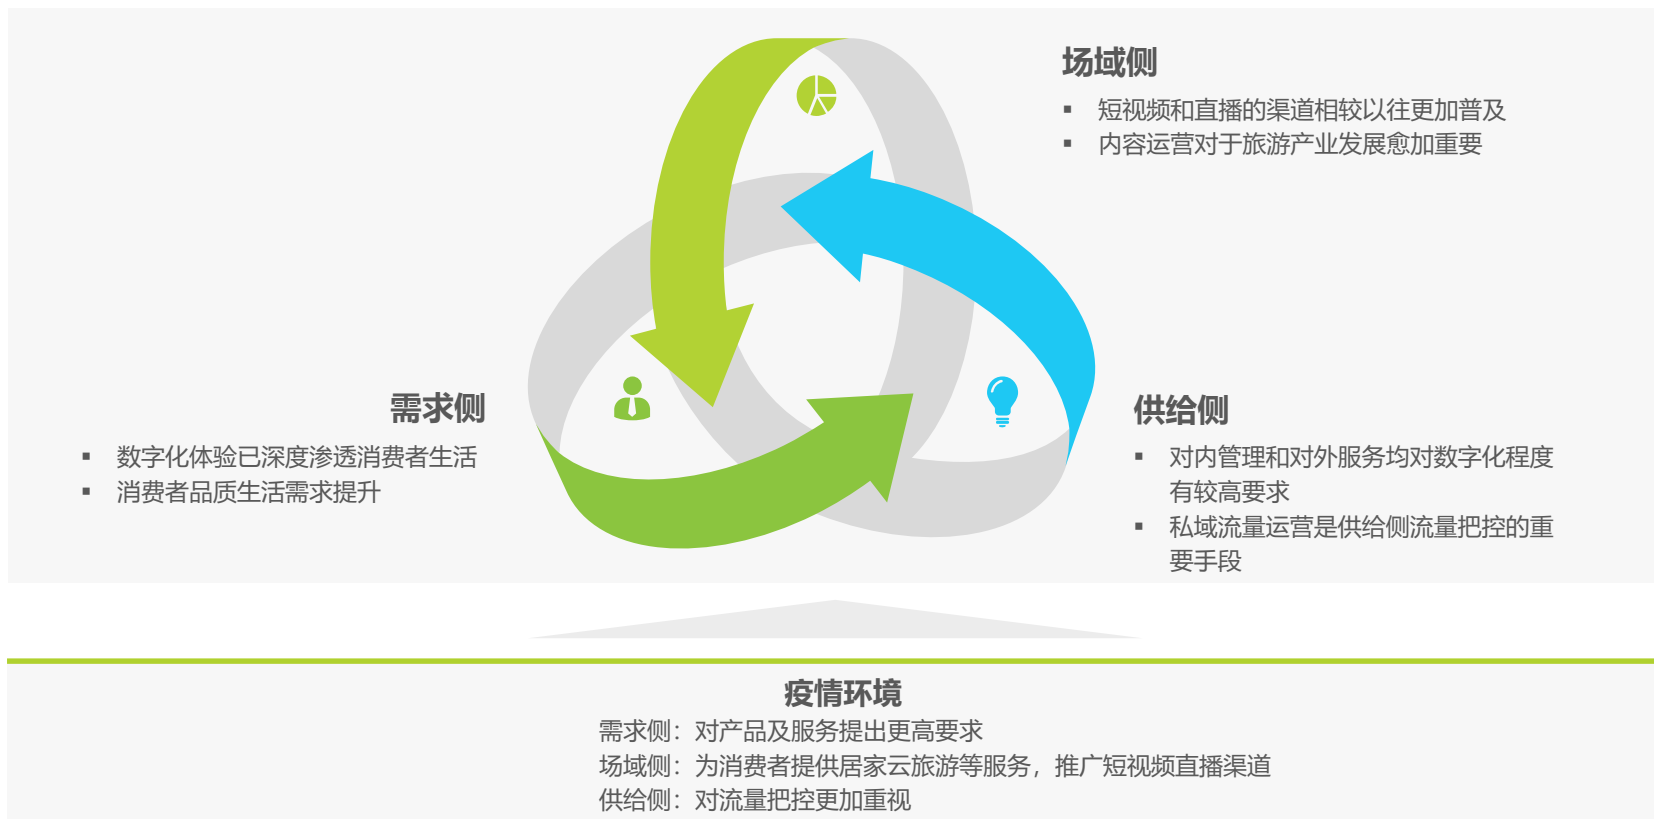 场域侧
▪ 短视频和直播的渠道相较以往更加普及
▪ 内容运营对于旅游产业发展愈加重要
需求侧
▪ 数字化体验已深度渗透消费者生活
▪ 消费者品质生活需求提升
供给侧
▪ 对内管理和对外服务均对数字化程度
有较高要求
▪ 私域流量运营是供给侧流量把控的重
要手段
疫情环境
需求侧：对产品及服务提出更高要求
场域侧：为消费者提供居家云旅游等服务，推广短视频直播渠道
供给侧：对流量把控更加重视